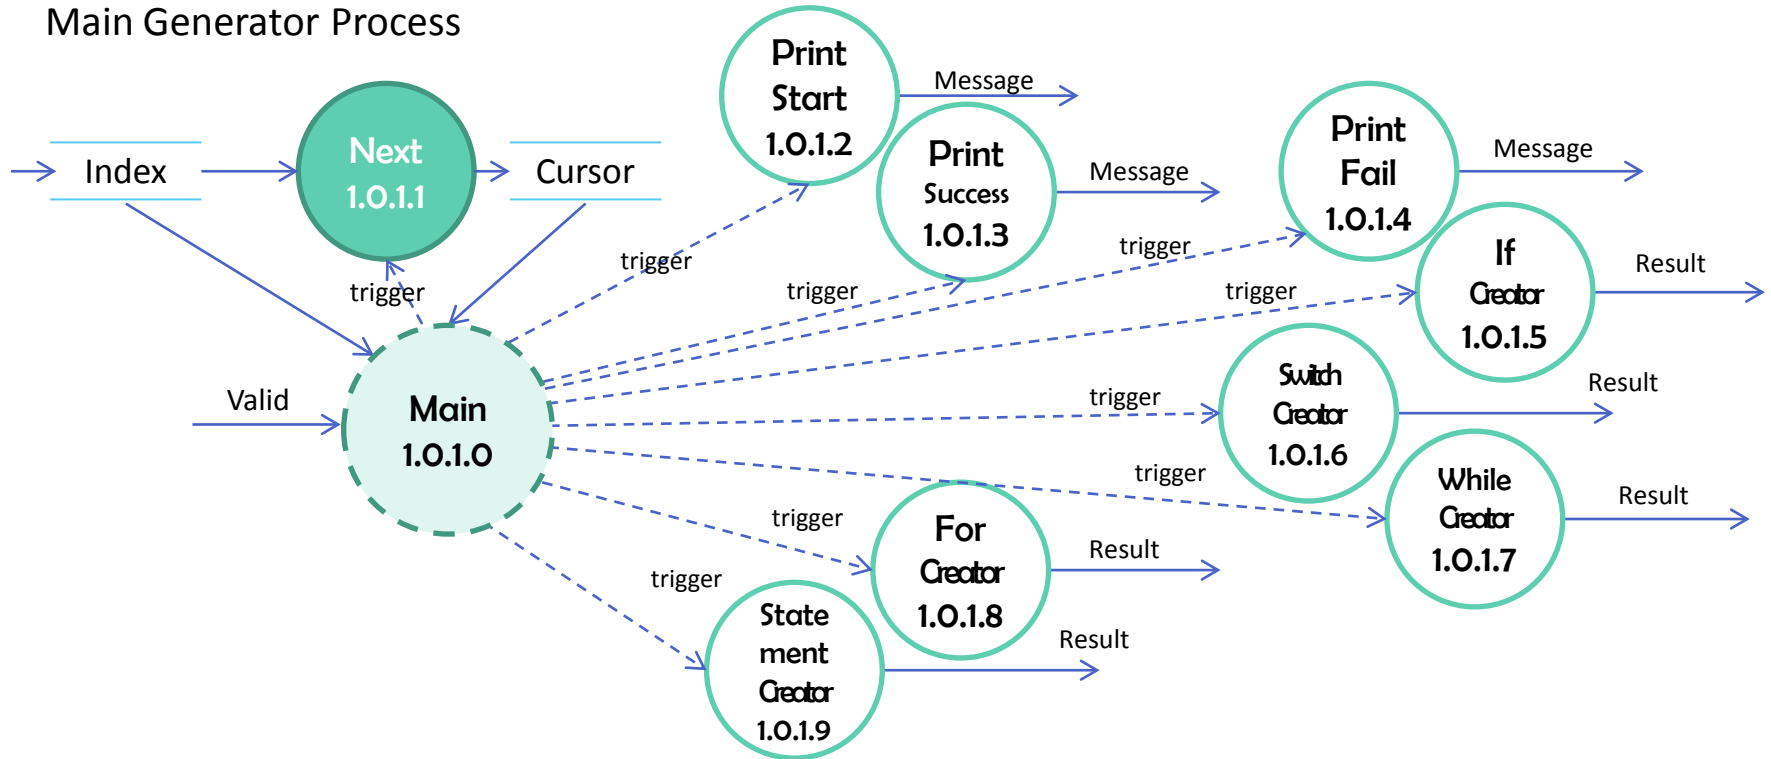 Main Generator Process
Print
Start
1.0.1.2
Message
Print
Success
1.0.1.3
Message
Print
Fail
1.0.1.4
Message
Index
Next
1.0.1.1
Cursor
trigger
trigger
trigger
trigger
trigger
If
Creator
1.0.1.5
Result
Valid
Main
1.0.1.0
trigger
Switch
Creator
1.0.1.6
Result
trigger
While
Creator
1.0.1.7
Result
trigger
For
Creator
1.0.1.8
Result
trigger
State
ment
Creator
1.0.1.9
Result